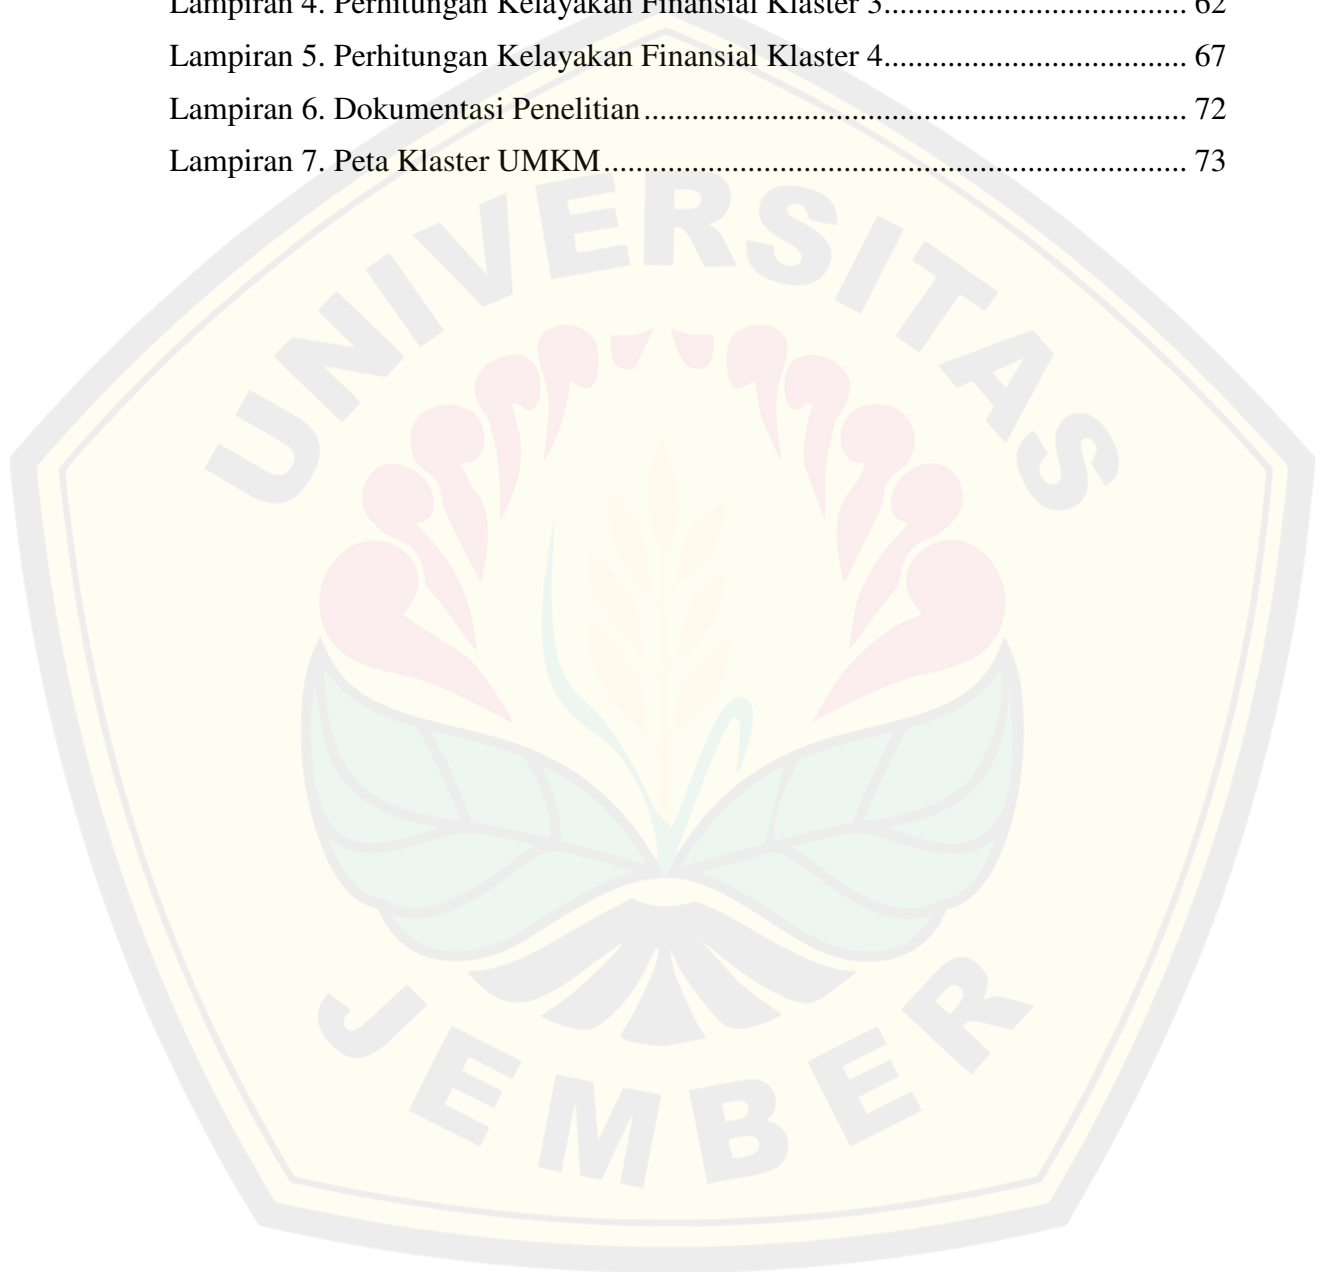 Lampiran 4. Perhitungan Kelayakan Finansial Klaster 3.................................... 62
Lampiran 5. Perhitungan Kelayakan Finansial Klaster 4.................................... 67
Lampiran 6. Dokumentasi Penelitian.................................................................. 72
Lampiran 7. Peta Klaster UMKM....................................................................... 73
UNIVERSITAS
JEMBER